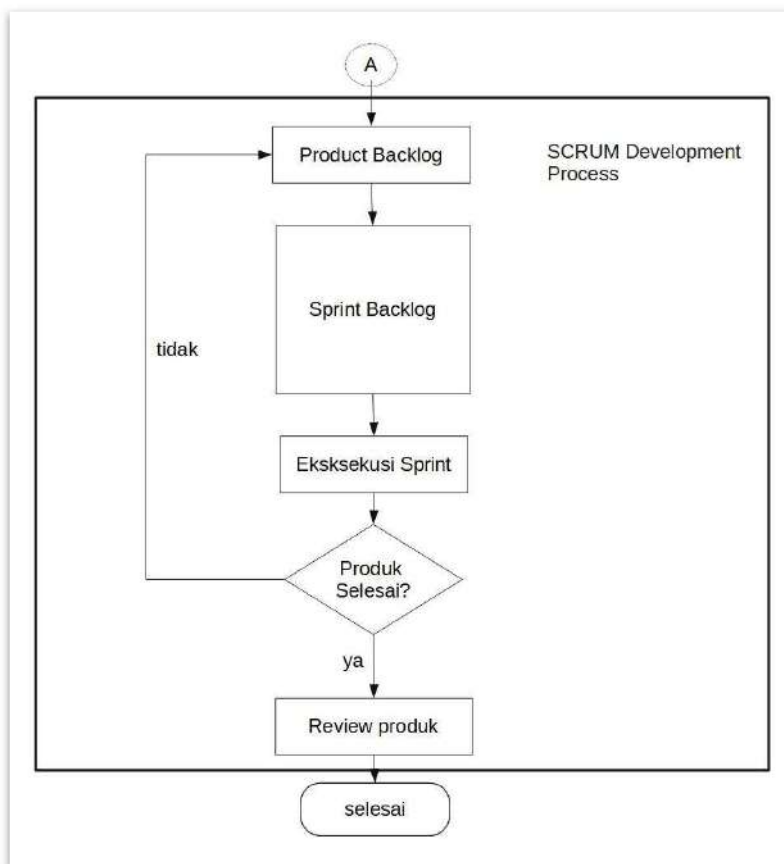 A
Product Backlog
SCRUM Development
Process
Sprint Backlog
tidak
Eksksekusi Sprint
Produk
Selesai?
ya
Review produk
selesai